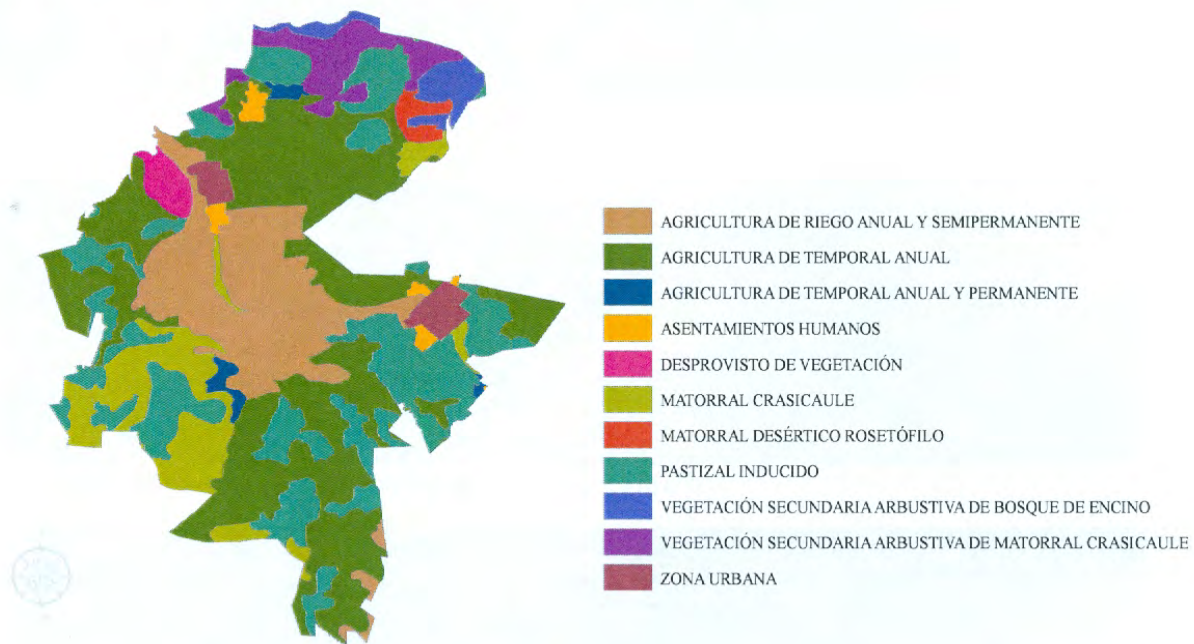 AGRICULTURA DE RIEGO ANUAL Y SEMIPERMANENTE
AGRICULTURA DE TEMPORAL ANUAL
AGRICULTURA DE TEMPORAL ANUAL Y PERMANENTE
ASENTAMIENTOS HUMANOS
DESPROVISTO DE VEGETACIÓN
MATORRAL CRASICAULE
MATORRAL DESÉRTICO ROSETÓFILO
PASTIZAL INDUCIDO
VEGETACIÓN SECUNDARIA ARBUSTIVA DE BOSQUE DE ENCINO
VEGETACIÓN SECUNDARIA ARBUSTIVA DE MATORRAL CRASICAULE
ZONA URBANA